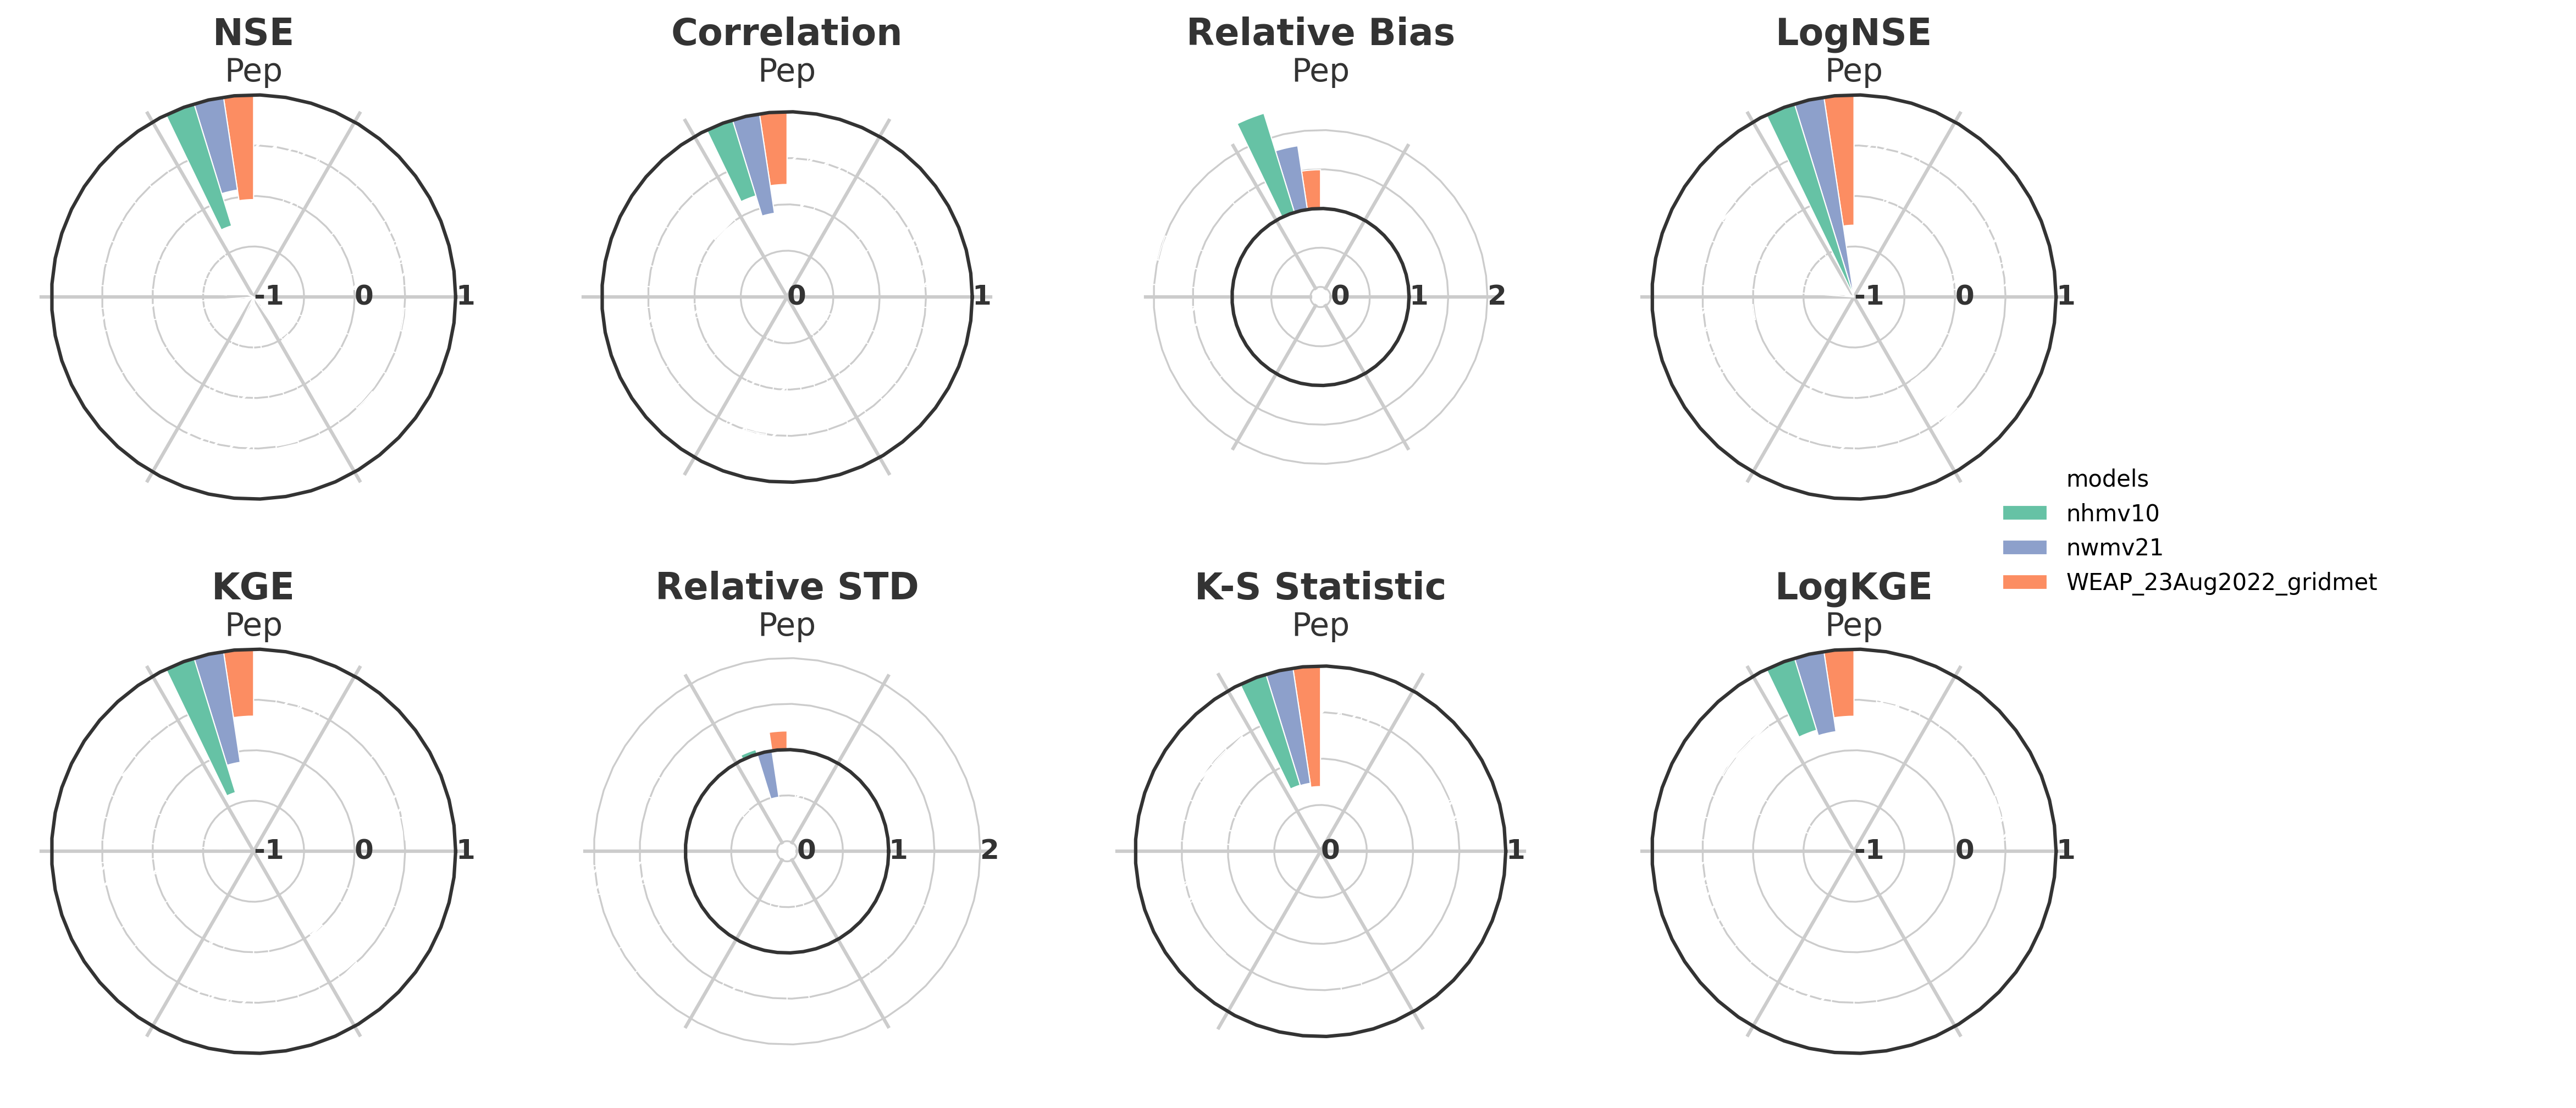 NSE
Pep
-1
0
1
Correlation
Pep
0
1
Relative Bias
Pep
0
1
2
LogNSE
Pep
-1
0
1
models
nhmv10
nwmv21
WEAP_23Aug2022_gridmet
KGE
Pep
-1
0
1
Relative STD
Pep
0
1
2
K-S Statistic
Pep
0
1
LogKGE
Pep
-1
0
1